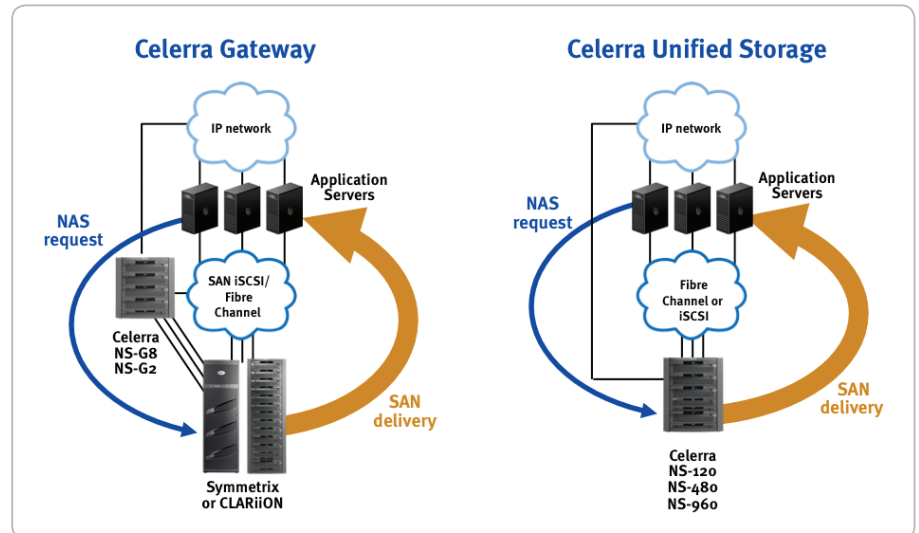 Celerra Gateway
IP network
Application
Servers
NAS
request
SAN iSCSI/
Fibre
Channel
Celerra
NS-G8
NS-G2
SAN
delivery
Symmetrix
or CLARiiON
Celerra Unified Storage
IP network
Application
Servers
NAS
request
Fibre
Channel or
iSCSI
SAN
delivery
Celerra
NS-120
NS-480
NS-960